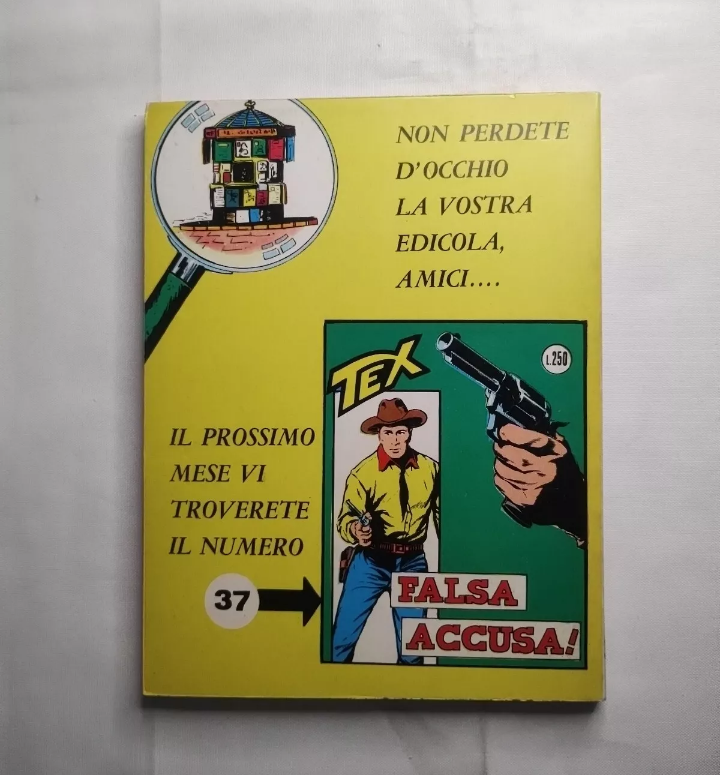 NON PERDETE
D'OCCHIO
LA VOSTRA
EDICOLA,
AMICI....
TEX
L.250
IL PROSSIMO
MESE VI
TROVERETE
IL NUMERO
37
FALSA
ACCUSA!